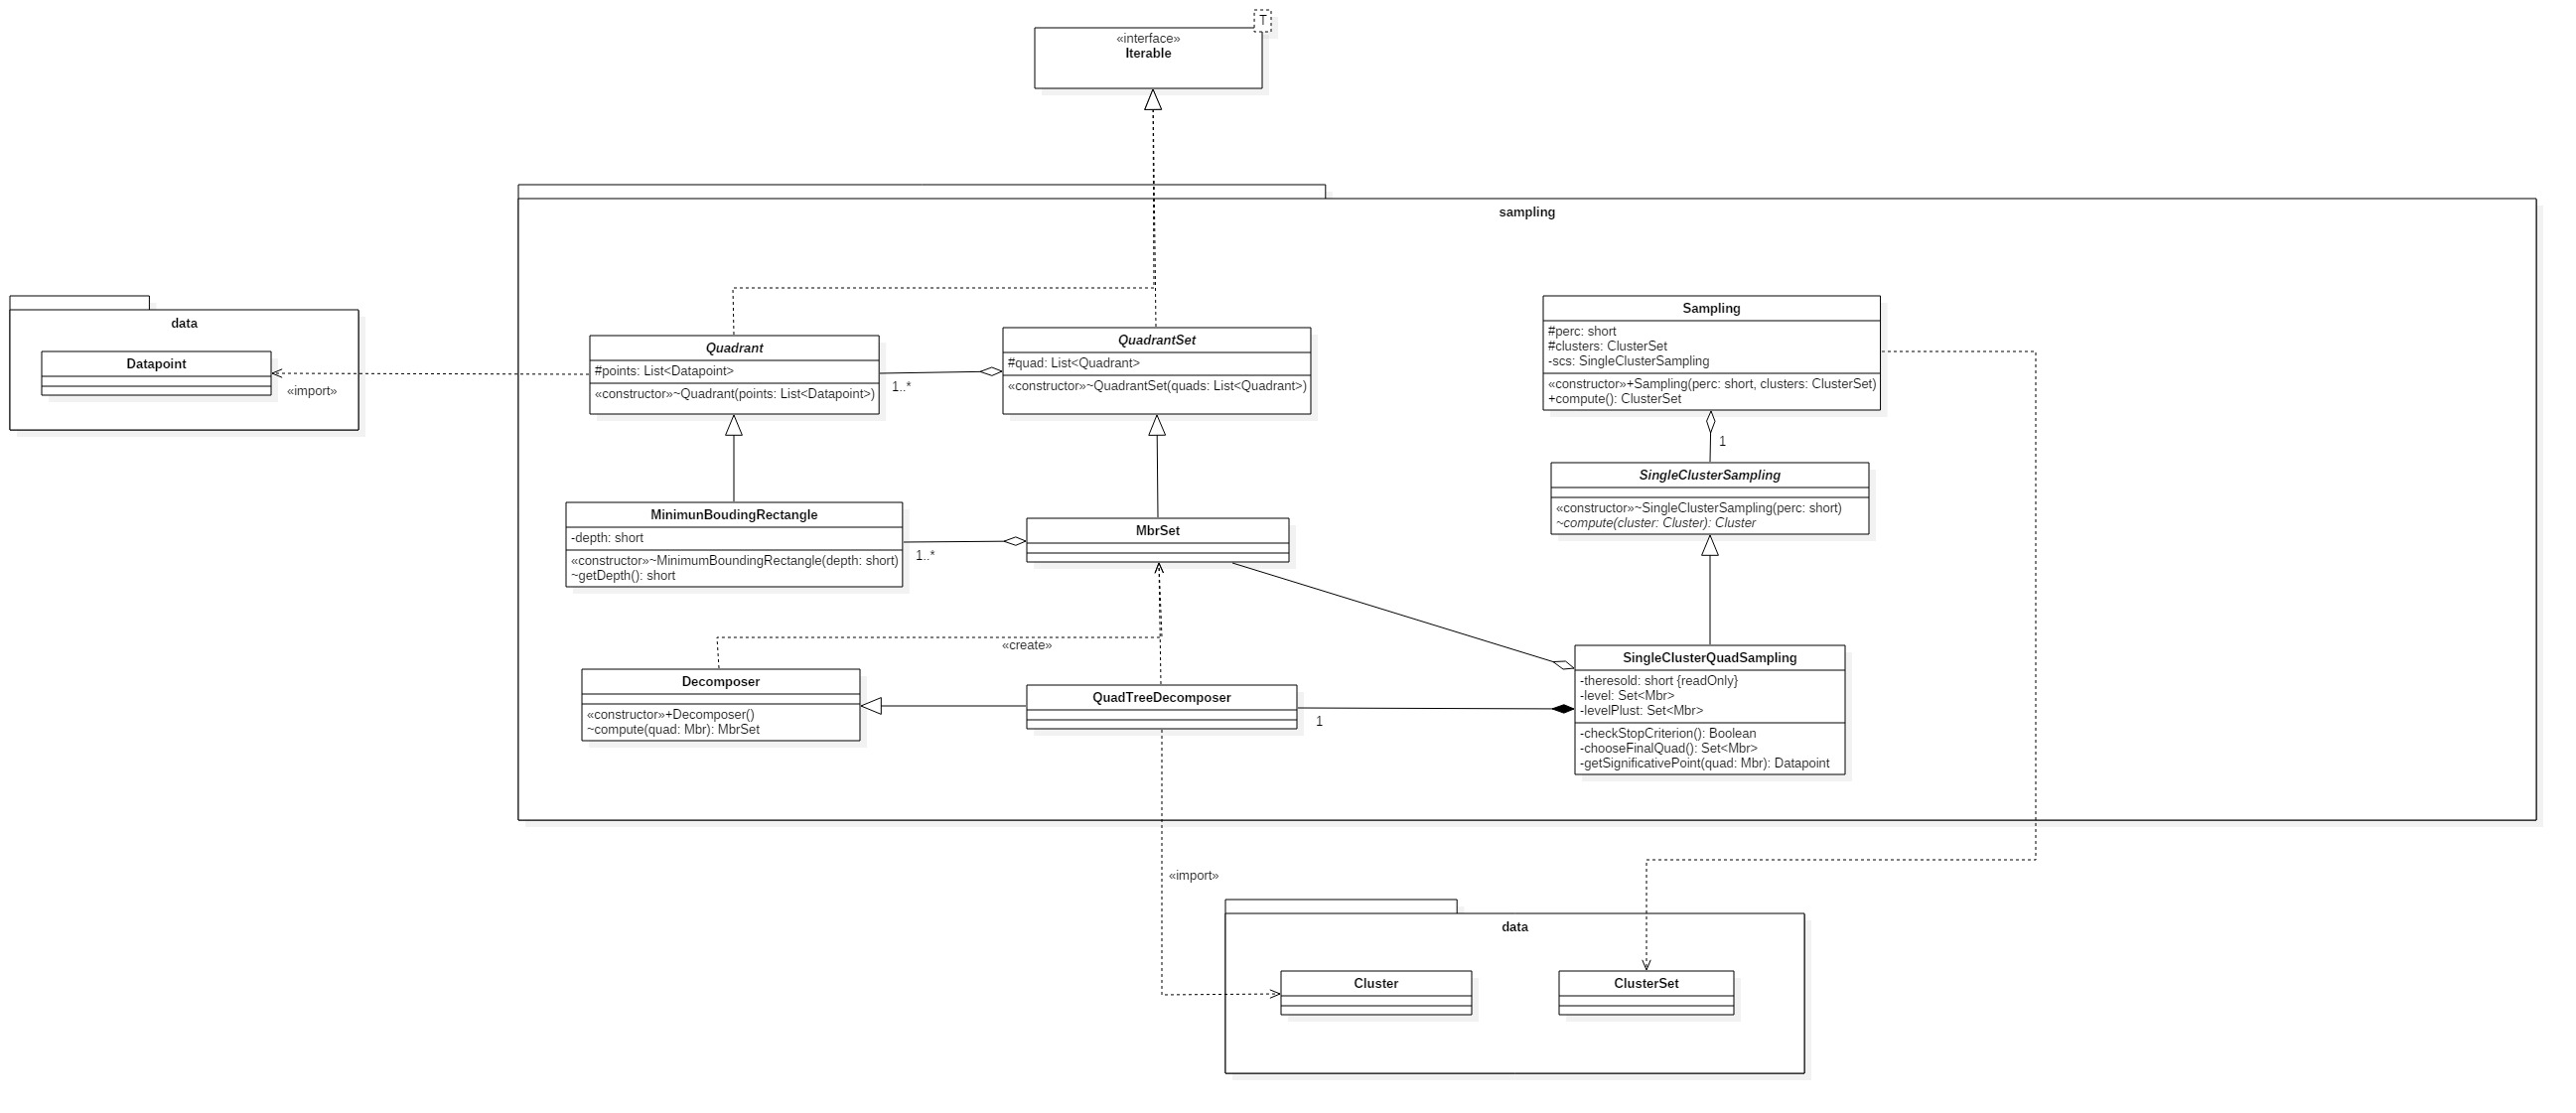 T
«interface»
Iterable
sampling
data
Datapoint
«import»
Quadrant
#points: List<Datapoint>
«constructor»~Quadrant(points: List<Datapoint>)
1..*
QuadrantSet
#quad: List<Quadrant>
«constructor»~QuadrantSet(quads: List<Quadrant>)
Sampling
#perc: short
#clusters: ClusterSet
-scs: SingleClusterSampling
«constructor»+Sampling(perc: short, clusters: ClusterSet)
+compute(): ClusterSet
1
SingleClusterSampling
«constructor»~SingleClusterSampling(perc: short)
~compute(cluster: Cluster): Cluster
MinimunBoudingRectangle
-depth: short
«constructor»~MinimumBoundingRectangle(depth: short)
~getDepth(): short
1..*
MbrSet
«create»
Decomposer
«constructor»+Decomposer()
~compute(quad: Mbr): MbrSet
QuadTreeDecomposer
1
SingleClusterQuadSampling
-theresold: short {readOnly}
-level: Set<Mbr>
-levelPlust: Set<Mbr>
-checkStopCriterion(): Boolean
-chooseFinalQuad(): Set<Mbr>
-getSignificativePoint(quad: Mbr): Datapoint
«import»
data
Cluster
ClusterSet